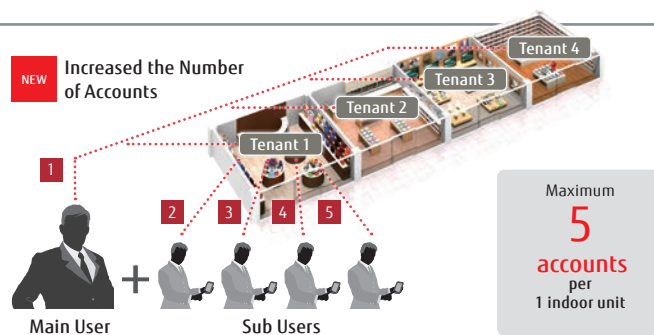 NEW
Increased the Number
of Accounts
Tenant 4
Tenant 3
Tenant 2
Tenant 1
1
2
3
4
5
Main User
Sub Users
Maximum
5
accounts
per
1 indoor unit